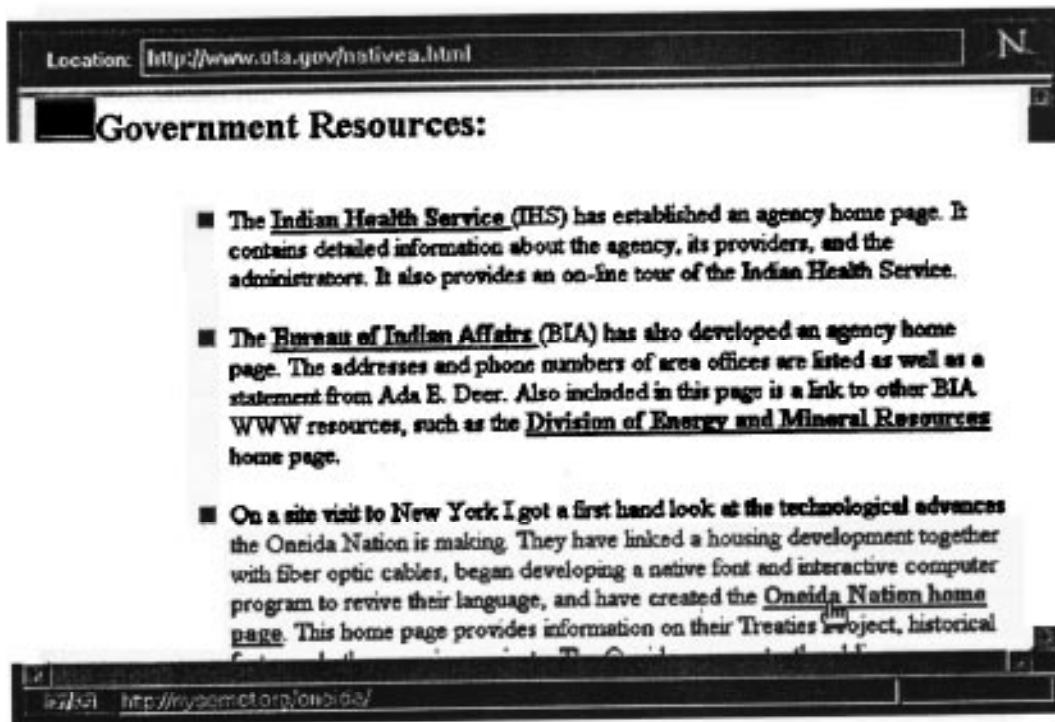 Location: http://www.ota.gov/nativea.html
N
Government Resources:
The Indian Health Service (IHS) has established an agency home page. It
contains detailed information about the agency, its providers, and the
administrators. It also provides an on-line tour of the Indian Health Service.
The Bureau of Indian Affairs (BIA) has also developed an agency home
page. The addresses and phone numbers of area offices are listed as well as a
statement from Ada E. Deer. Also included in this page is a link to other BIA
WWW resources, such as the Division of Energy and Mineral Resources
home page.
On a site visit to New York I got a first hand look at the technological advances
the Oneida Nation is making. They have linked a housing development together
with fiber optic cables, began developing a native font and interactive computer
program to revive their language, and have created the Oneida Nation home
page. This home page provides information on their Treaties Project, historical
http://nysernet.org/oneida/